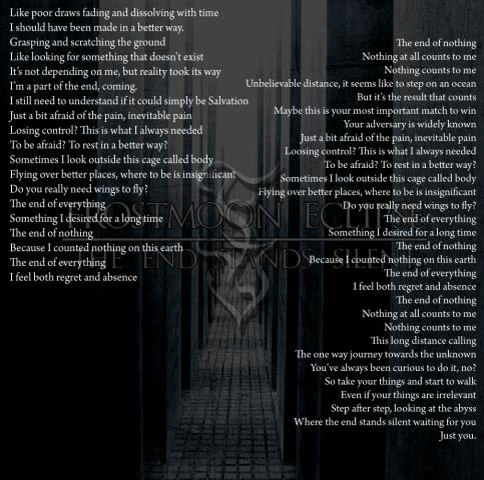 Like poor draws fading and dissolving with time
I should have been made in a better way.
Grasping and scratching the ground
Like looking for something that doesn't exist
It's not depending on me, but reality took its way
I'm a part of the end, coming.
I still need to understand if it could simply be Salvation
Just a bit afraid of the pain, inevitable pain
Losing control? This is what I always needed
To be afraid? To rest in a better way?
Sometimes I look outside this cage called body
Flying over better places, where to be is insignificant
Do you really need wings to fly?
The end of everything
Something I desired for a long time
The end of nothing
Because I counted nothing on this earth
The end of everything
I feel both regret and absence
The end of nothing
Nothing at all counts to me
Nothing counts to me
Unbelievable distance, it seems like to step on an ocean
But it's the result that counts
Maybe this is your most important match to win
Your adversary is widely known
Just a bit afraid of the pain, inevitable pain
Loosing control? This is what I always needed
To be afraid? To rest in a better way?
Sometimes I look outside this cage called body
Flying over better places, where to be is insignificant
Do you really need wings to fly?
The end of everything
Something I desired for a long time
The end of nothing
Because I counted nothing on this earth
The end of everything
I feel both regret and absence
The end of nothing
Nothing at all counts to me
Nothing counts to me
This long distance calling
The one way journey towards the unknown
You've always been curious to do it, no?
So take your things and start to walk
Even if your things are irrelevant
Step after step, looking at the abyss
Where the end stands silent waiting for you
Just you.
LOSTMOON ECLIPSE
THE END STANDS SILENT